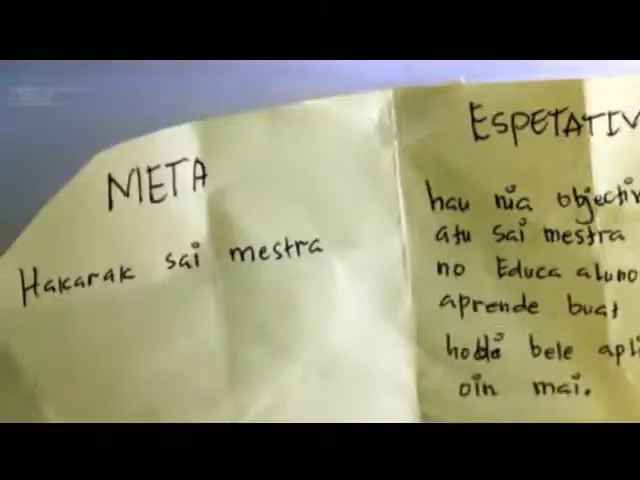 META
Hakarak sai mestra
ESPETATIV
hau nia objectiv
atu sai mestra
no Educa aluno
aprende buat
hodi bele apli
oin mai.